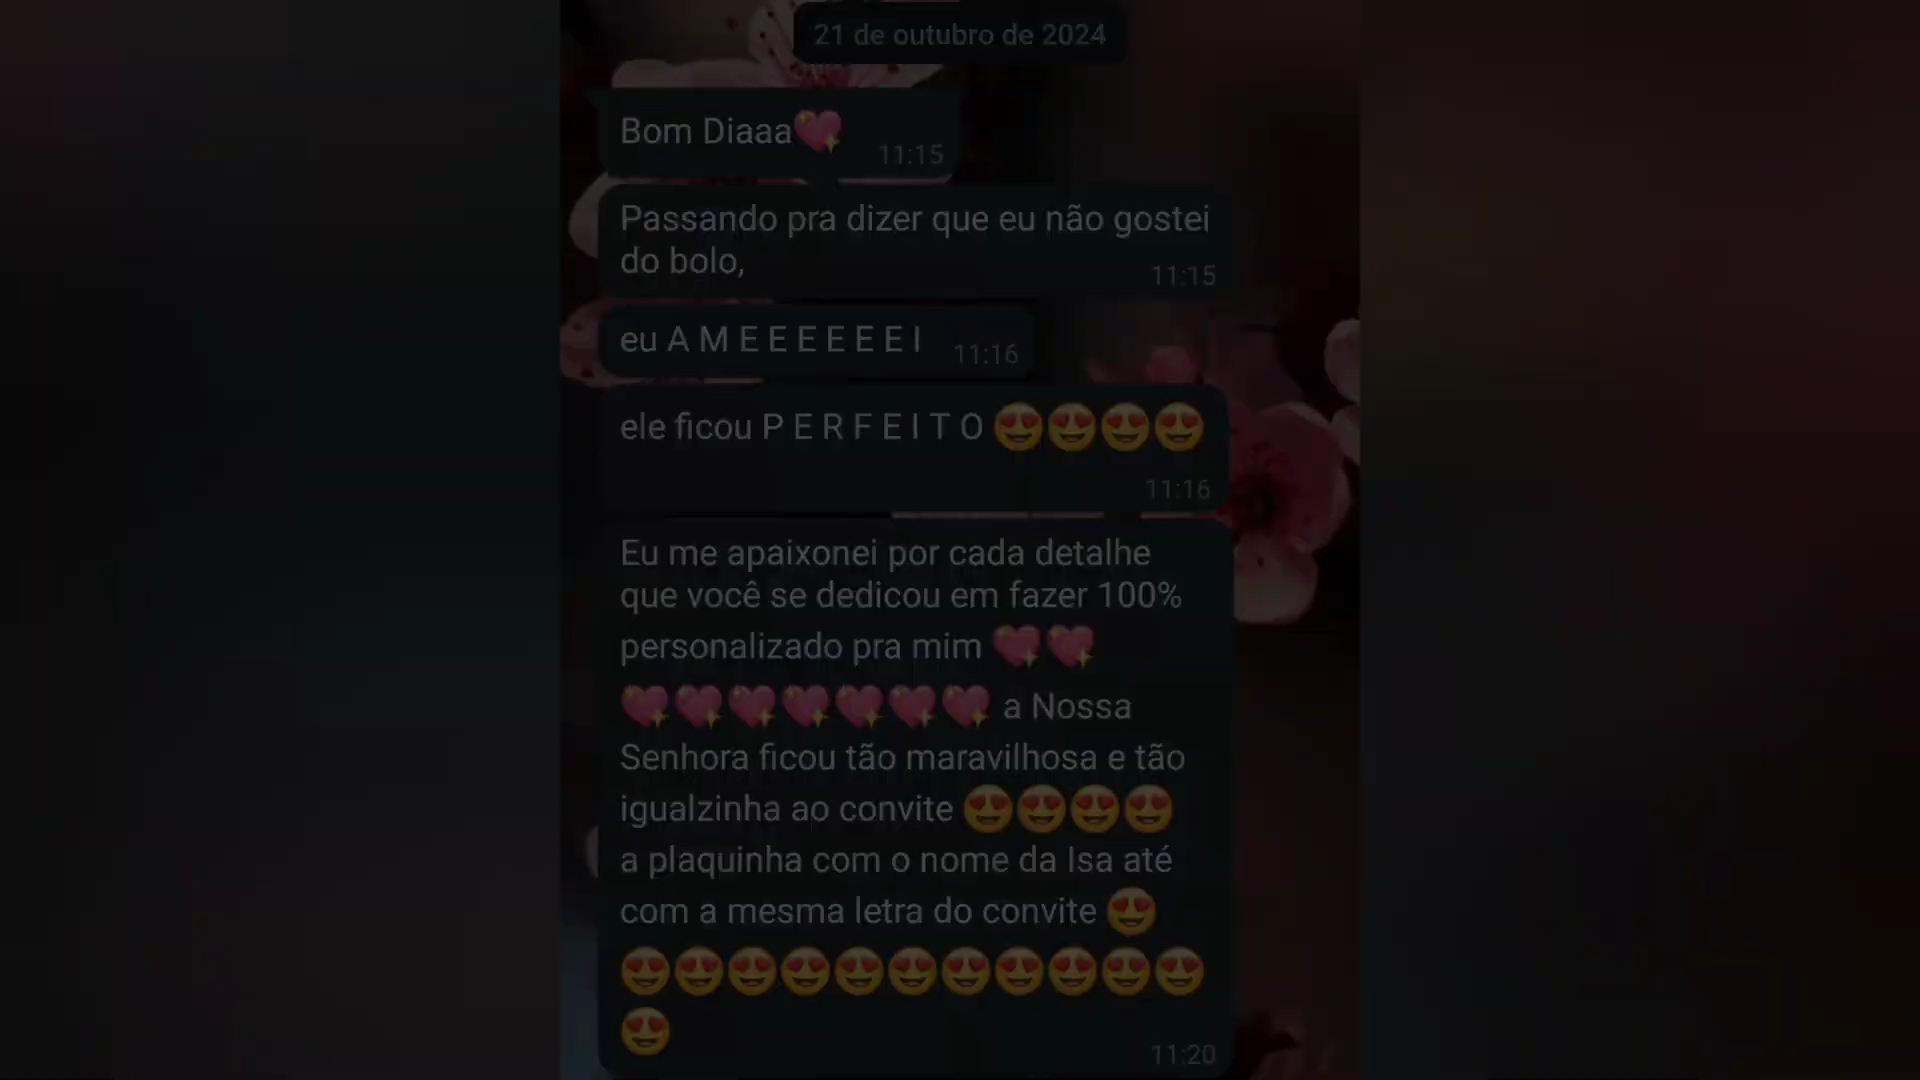 21 de outubro de 2024
Bom Diaaa💖
11:15
Passando pra dizer que eu não gostei
do bolo,
11:15
eu A M E E E E E E I
11:16
ele ficou P E R F E I T O 😍😍😍😍
11:16
Eu me apaixonei por cada detalhe
que você se dedicou em fazer 100%
personalizado pra mim 💖💖
💖💖💖💖💖💖💖 a Nossa
Senhora ficou tão maravilhosa e tão
igualzinha ao convite 😍😍😍😍
a plaquinha com o nome da Isa até
com a mesma letra do convite 😍
😍😍😍😍😍😍😍😍😍😍😍
😍
11:20